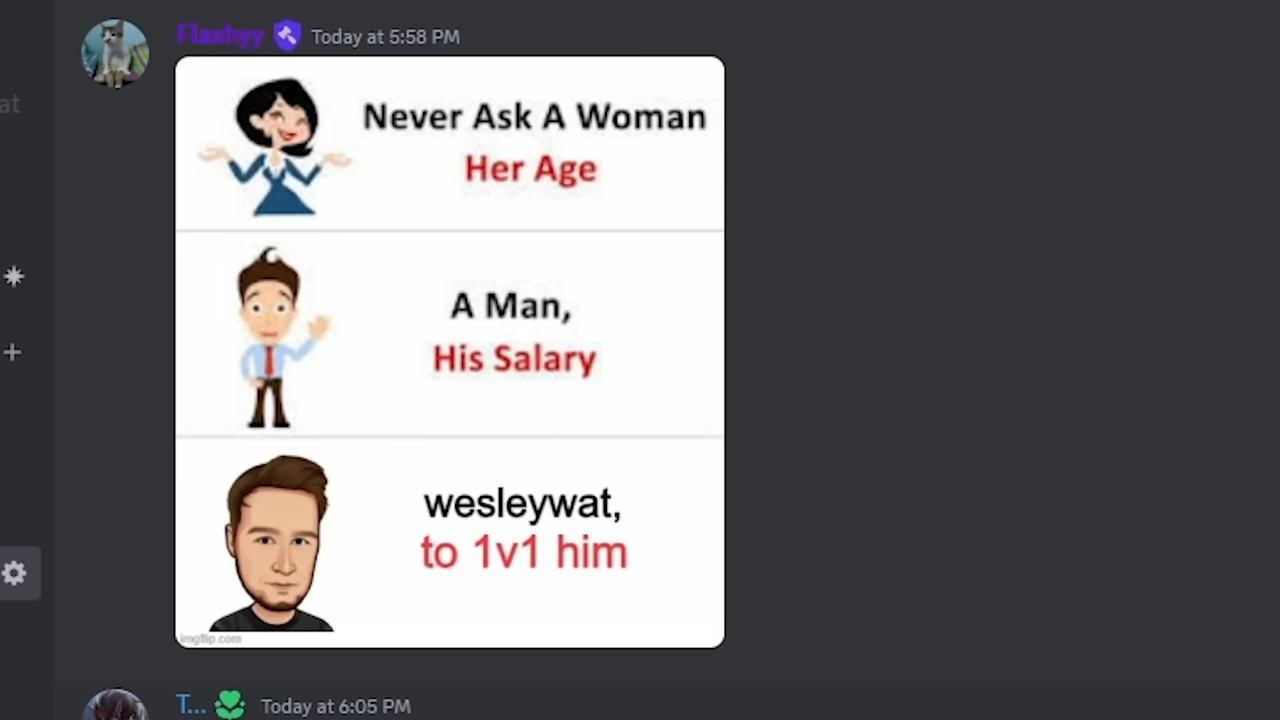 Flashyy Today at 5:58 PM
at
Never Ask A Woman
Her Age
A Man,
His Salary
wesleywat,
to 1v1 him
imgflip.com
T... Today at 6:05 PM